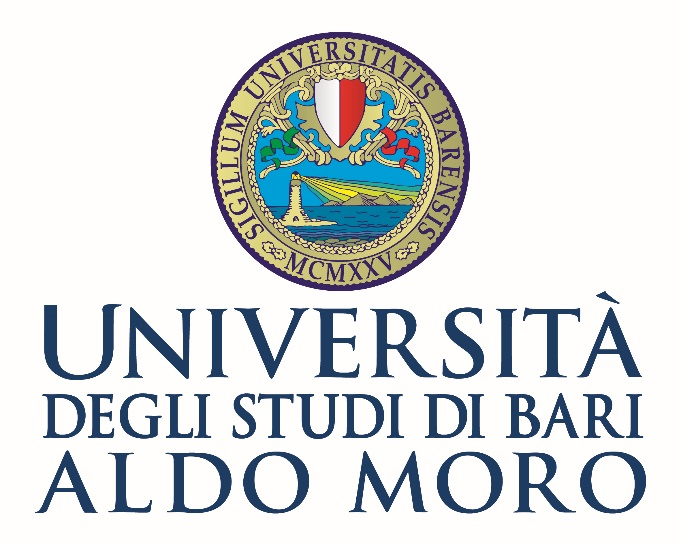 SIGILLUM UNIVERSITATIS BARENSIS
MCMXXV
UNIVERSITÀ
DEGLI STUDI DI BARI
ALDO MORO